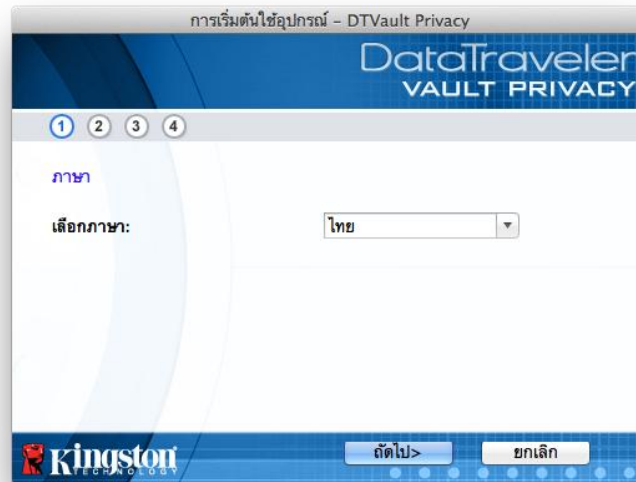 การเริ่มต้นใช้อุปกรณ์ – DTVault Privacy
DataTraveler
VAULT PRIVACY
1 2 3 4
ภาษา
เลือกภาษา:
ไทย
Kingston
TECHNOLOGY
ถัดไป>
ยกเลิก